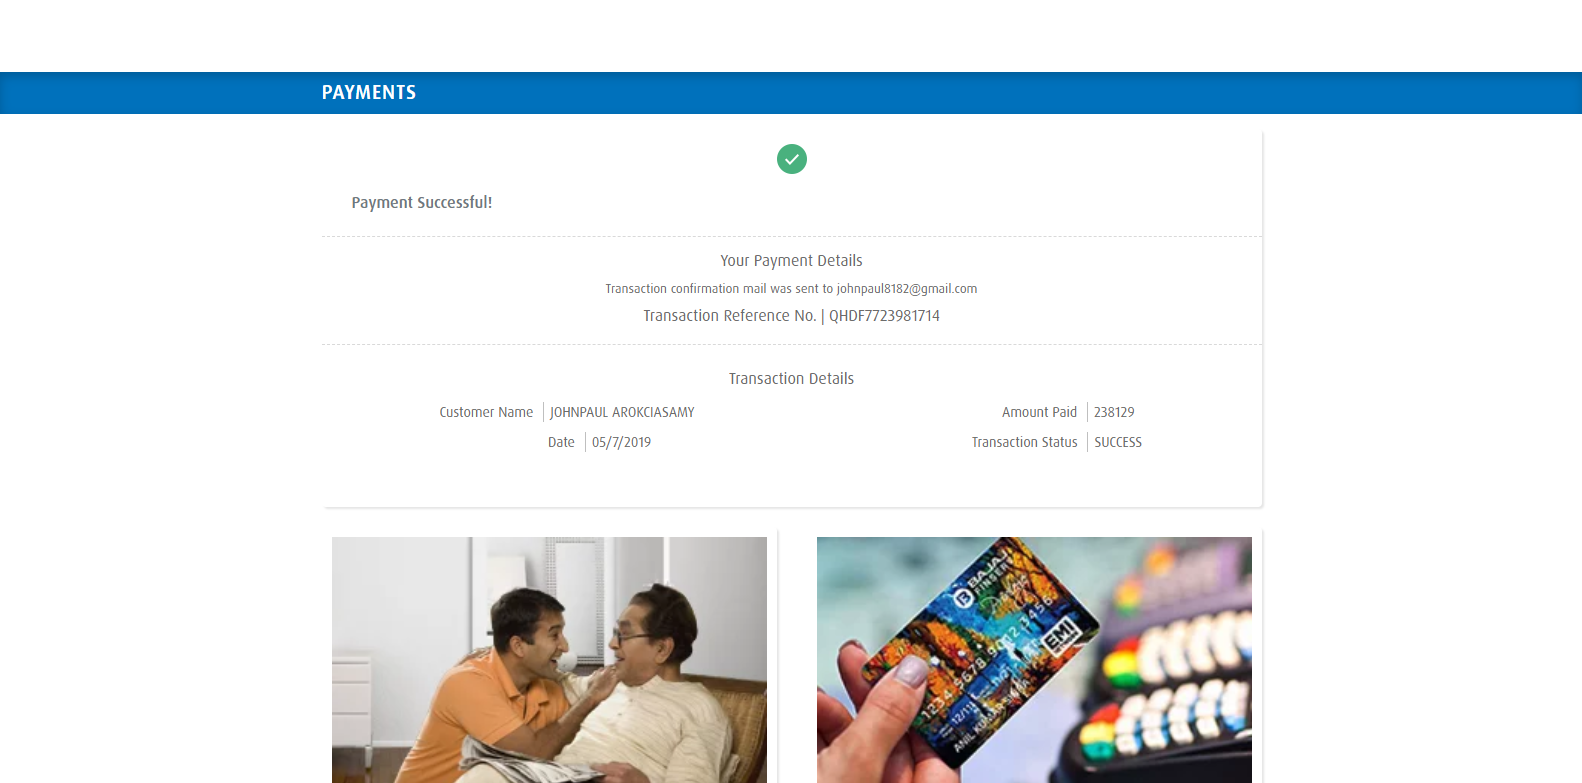 PAYMENTS
Payment Successful!
Your Payment Details
Transaction confirmation mail was sent to johnpaul8182@gmail.com
Transaction Reference No. | QHDF7723981714
Transaction Details
Customer Name JOHNPAUL AROKCIASAMY Amount Paid 238129
Date 05/7/2019 Transaction Status SUCCESS
BAJAJ
FINSERV
EMI
1234 5678 9012 3456
12/11
ANIL KUMAR SINHA